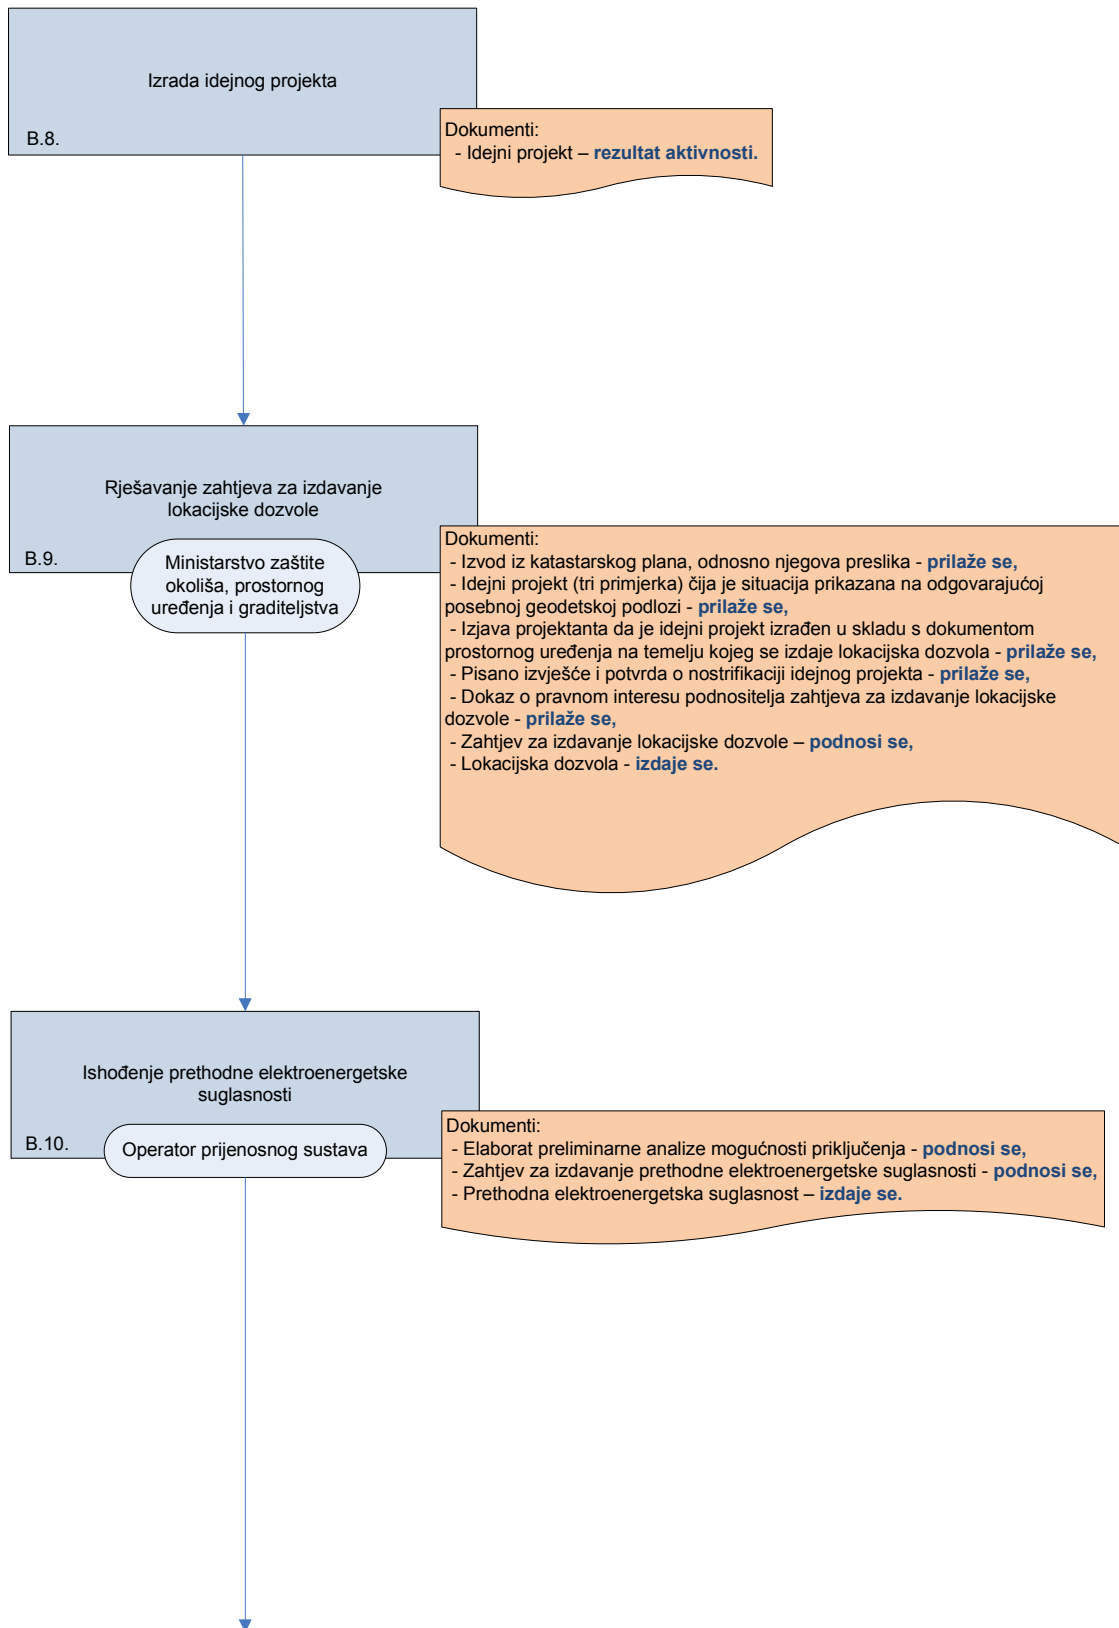 Izrada idejnog projekta
B.8.
Dokumenti:
- Idejni projekt – rezultat aktivnosti.
Rješavanje zahtjeva za izdavanje
lokacijske dozvole
B.9.
Ministarstvo zaštite
okoliša, prostornog
uređenja i graditeljstva
Dokumenti:
- Izvod iz katastarskog plana, odnosno njegova preslika - prilaže se,
- Idejni projekt (tri primjerka) čija je situacija prikazana na odgovarajućoj
posebnoj geodetskoj podlozi - prilaže se,
- Izjava projektanta da je idejni projekt izrađen u skladu s dokumentom
prostornog uređenja na temelju kojeg se izdaje lokacijska dozvola - prilaže se,
- Pisano izvješće i potvrda o nostrifikaciji idejnog projekta - prilaže se,
- Dokaz o pravnom interesu podnositelja zahtjeva za izdavanje lokacijske
dozvole - prilaže se,
- Zahtjev za izdavanje lokacijske dozvole – podnosi se,
- Lokacijska dozvola - izdaje se.
Ishođenje prethodne elektroenergetske
suglasnosti
B.10.
Operator prijenosnog sustava
Dokumenti:
- Elaborat preliminarne analize mogućnosti priključenja - podnosi se,
- Zahtjev za izdavanje prethodne elektroenergetske suglasnosti - podnosi se,
- Prethodna elektroenergetska suglasnost – izdaje se.